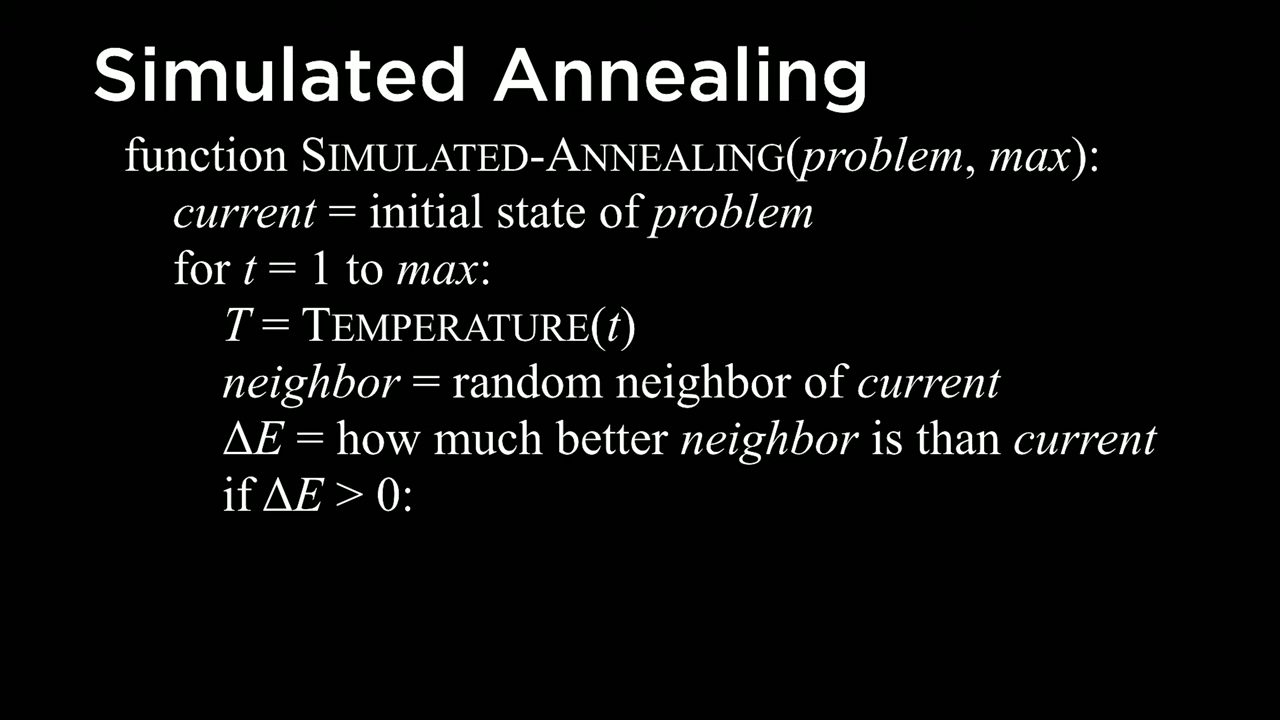 Simulated Annealing
function SIMULATED-ANNEALING(problem, max):
current = initial state of problem
for t = 1 to max:
T = TEMPERATURE(t)
neighbor = random neighbor of current
ΔE = how much better neighbor is than current
if ΔE > 0: